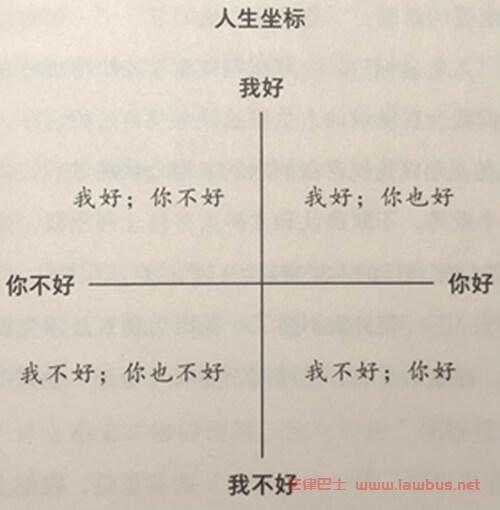 人生坐标
我好
我好；你不好
我好；你也好
你不好
你好
我不好；你也不好
我不好；你好
我不好
法律巴士 www.lawbus.net